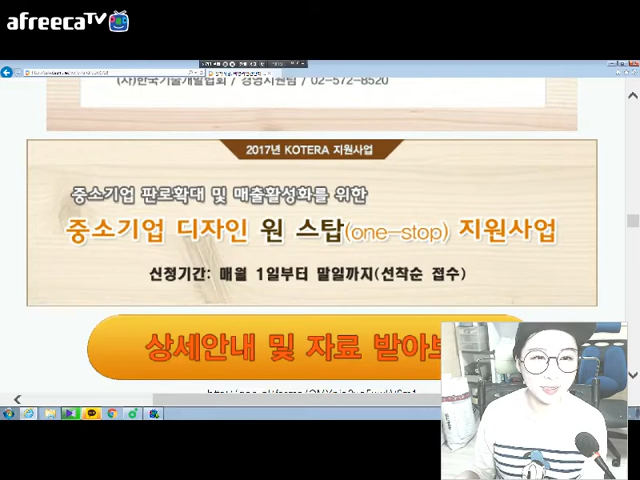 afreecaTV
(사)한국기술개발협회 / 경영지원팀 / 02-572-8520
2017년 KOTERA 지원사업
중소기업 판로확대 및 매출활성화를 위한
중소기업 디자인 원 스탑(one-stop) 지원사업
신청기간: 매월 1일부터 말일까지(선착순 접수)
상세안내 및 자료 받아보